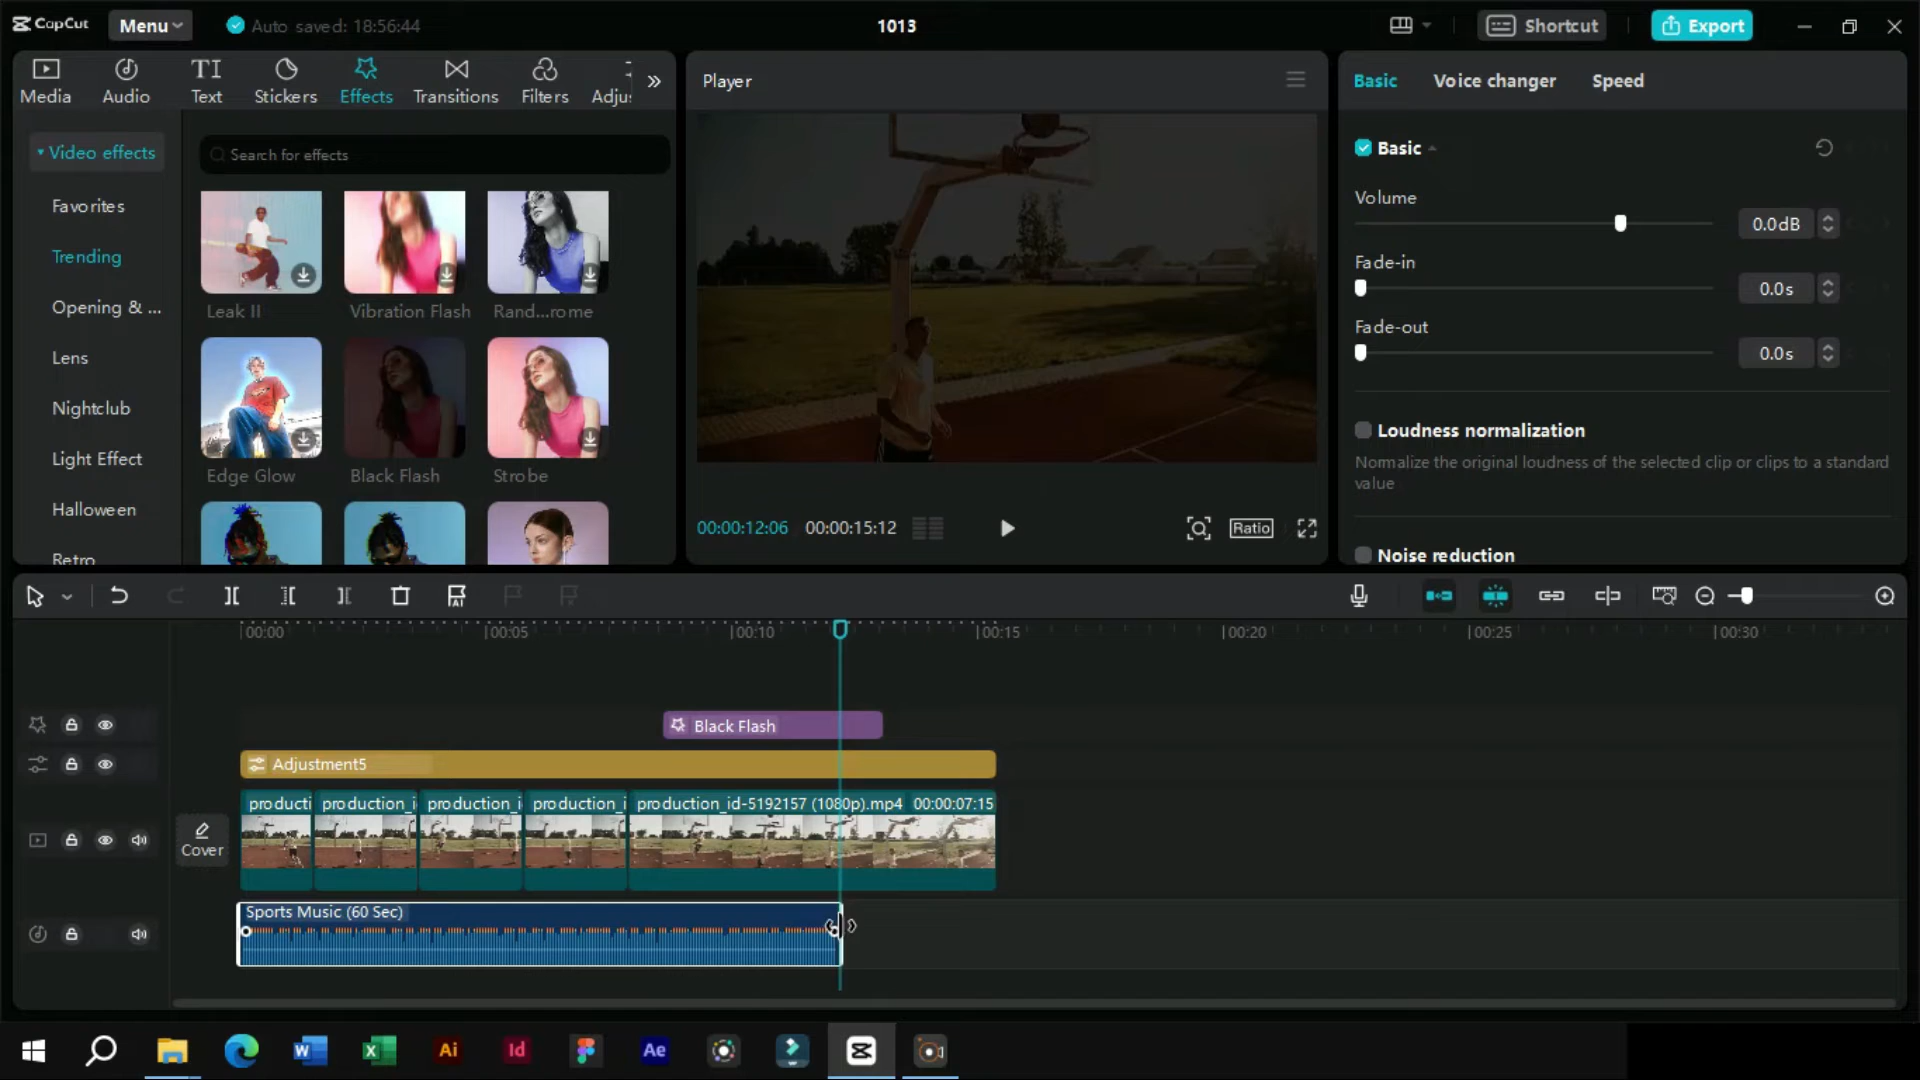 CapCut
Menu
Auto saved: 18:56:44
1013
Shortcut
Export
Media
Audio
TI
Text
Stickers
Effects
Transitions
Filters
Adju
Player
Basic
Voice changer
Speed
Video effects
Favorites
Trending
Opening & ...
Lens
Nightclub
Light Effect
Halloween
Retro
Search for effects
Leak II
Vibration Flash
Rand...rome
Edge Glow
Black Flash
Strobe
00:00:12:06
00:00:15:12
Ratio
Basic
Volume
0.0dB
Fade-in
0.0s
Fade-out
0.0s
Loudness normalization
Normalize the original loudness of the selected clip or clips to a standard
value
Noise reduction
00:00
00:05
00:10
00:15
00:20
00:25
00:30
Black Flash
Adjustment5
producti
production_i
production_i
production_i
production_id-5192157 (1080p).mp4 00:00:07:15
Cover
Sports Music (60 Sec)
W
X
Ai
Id
Ae